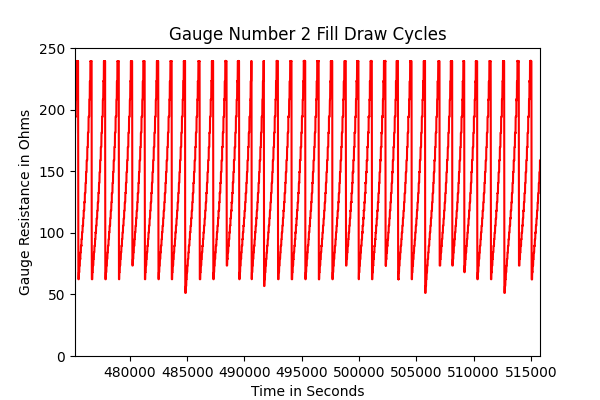 Gauge Number 2 Fill Draw Cycles
250
200
150
100
50
0
Gauge Resistance in Ohms
480000 485000 490000 495000 500000 505000 510000 515000
Time in Seconds